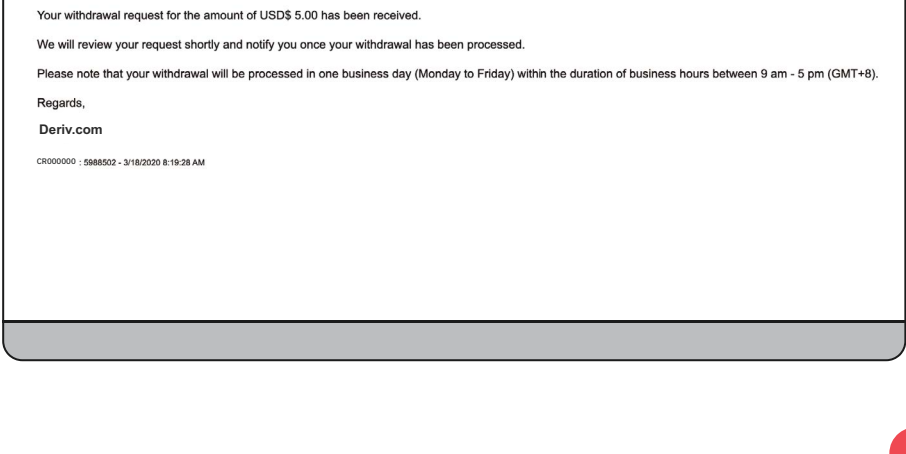 Your withdrawal request for the amount of USD$ 5.00 has been received.
We will review your request shortly and notify you once your withdrawal has been processed.
Please note that your withdrawal will be processed in one business day (Monday to Friday) within the duration of business hours between 9 am - 5 pm (GMT+8).
Regards,
Deriv.com
CR000000 : 5988502 - 3/18/2020 8:19:28 AM